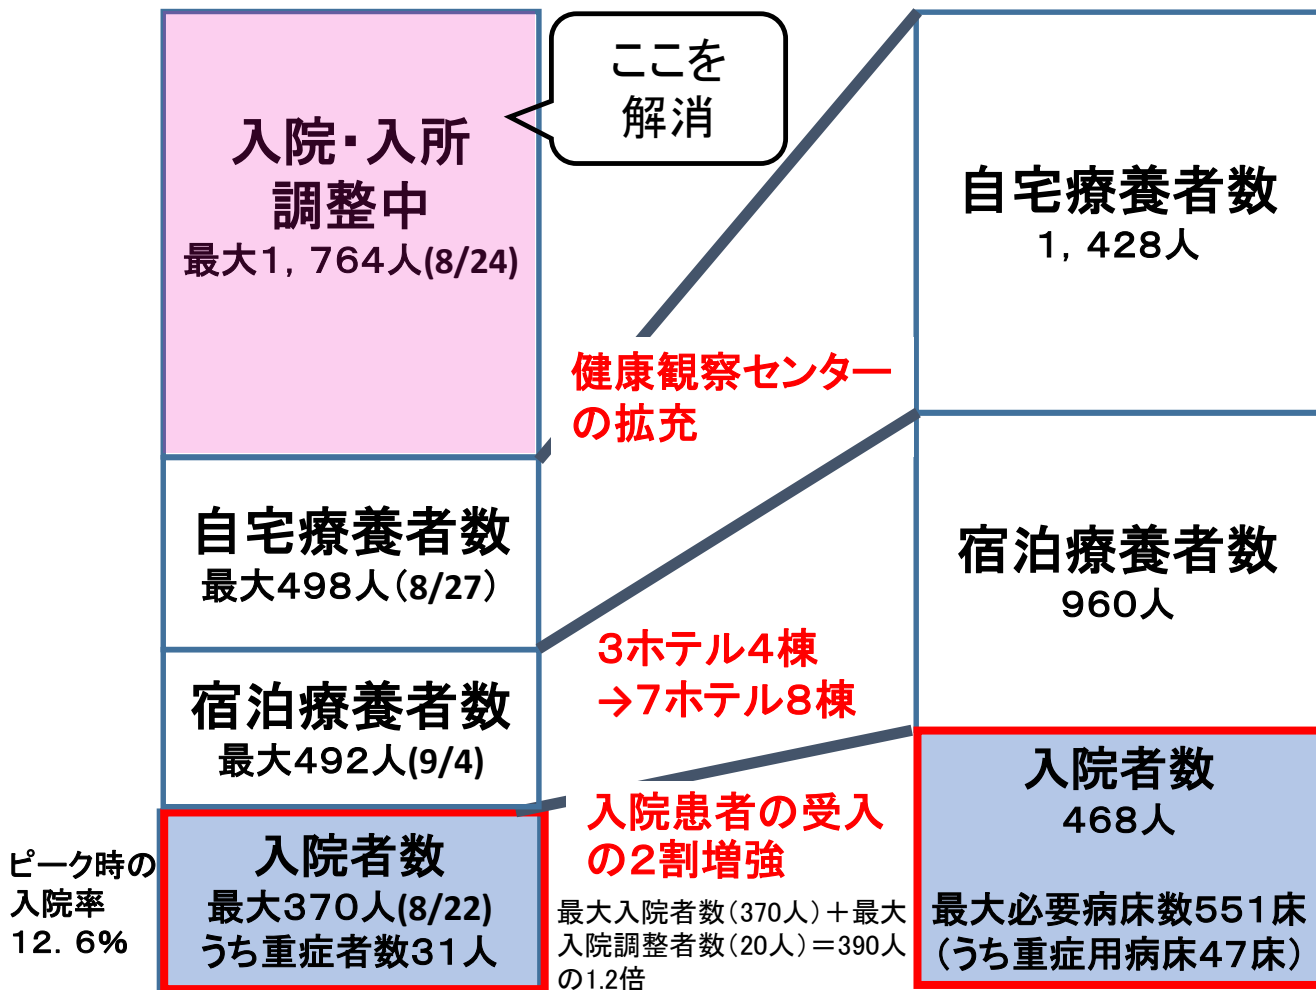 入院・入所
調整中
最大１，７６４人(8/24)
ここを
解消
自宅療養者数
最大４９８人（8/27）
宿泊療養者数
最大４９２人(9/4)
ピーク時の
入院率
１２．６%
入院者数
最大３７０人(8/22)
うち重症者数３１人
健康観察センター
の拡充
３ホテル４棟
→７ホテル８棟
入院患者の受入
の２割増強
最大入院者数（370人）＋最大
入院調整者数（20人）＝390人
の1.2倍
自宅療養者数
１，４２８人
宿泊療養者数
９６０人
入院者数
４６８人
最大必要病床数５５１床
（うち重症用病床４７床）